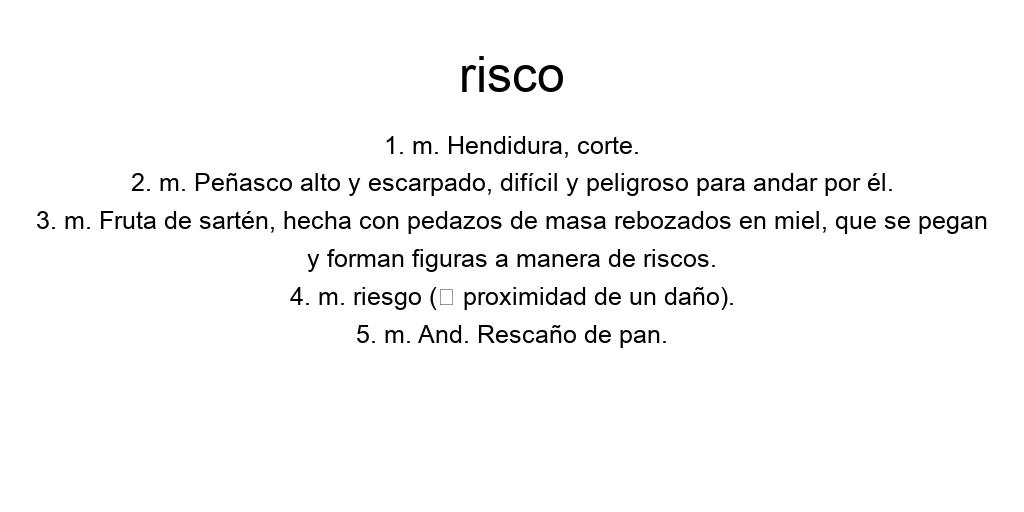 risco
1. m. Hendidura, corte.
2. m. Peñasco alto y escarpado, difícil y peligroso para andar por él.
3. m. Fruta de sartén, hecha con pedazos de masa rebozados en miel, que se pegan
y forman figuras a manera de riscos.
4. m. riesgo (□ proximidad de un daño).
5. m. And. Rescaño de pan.